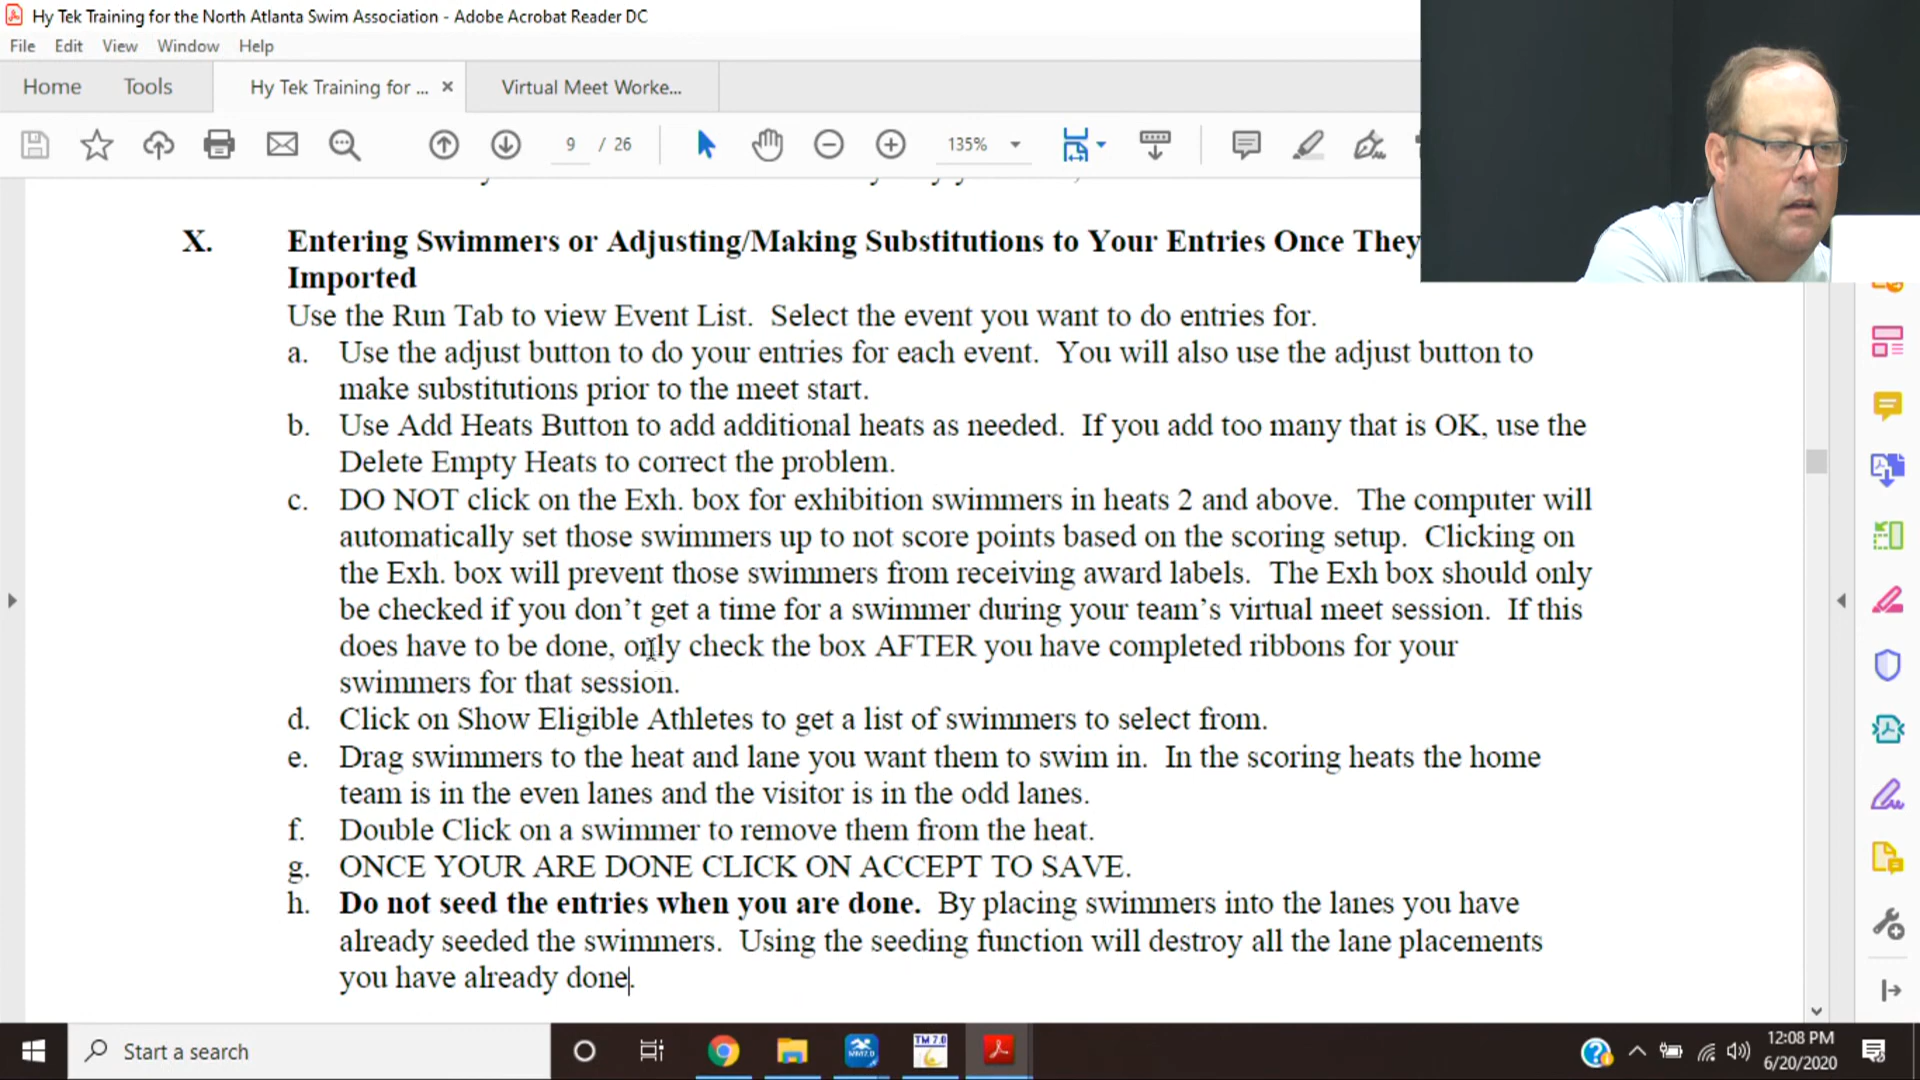 Hy Tek Training for the North Atlanta Swim Association - Adobe Acrobat Reader DC
File Edit View Window Help
Home Tools Hy Tek Training for ... × Virtual Meet Worke...
9 / 26 135%
X. Entering Swimmers or Adjusting/Making Substitutions to Your Entries Once They
Imported
Use the Run Tab to view Event List. Select the event you want to do entries for.
a. Use the adjust button to do your entries for each event. You will also use the adjust button to
make substitutions prior to the meet start.
b. Use Add Heats Button to add additional heats as needed. If you add too many that is OK, use the
Delete Empty Heats to correct the problem.
c. DO NOT click on the Exh. box for exhibition swimmers in heats 2 and above. The computer will
automatically set those swimmers up to not score points based on the scoring setup. Clicking on
the Exh. box will prevent those swimmers from receiving award labels. The Exh box should only
be checked if you don't get a time for a swimmer during your team's virtual meet session. If this
does have to be done, only check the box AFTER you have completed ribbons for your
swimmers for that session.
d. Click on Show Eligible Athletes to get a list of swimmers to select from.
e. Drag swimmers to the heat and lane you want them to swim in. In the scoring heats the home
team is in the even lanes and the visitor is in the odd lanes.
f. Double Click on a swimmer to remove them from the heat.
g. ONCE YOUR ARE DONE CLICK ON ACCEPT TO SAVE.
h. Do not seed the entries when you are done. By placing swimmers into the lanes you have
already seeded the swimmers. Using the seeding function will destroy all the lane placements
you have already done.
Start a search
MM7.0
TM 7.0
12:08 PM
6/20/2020